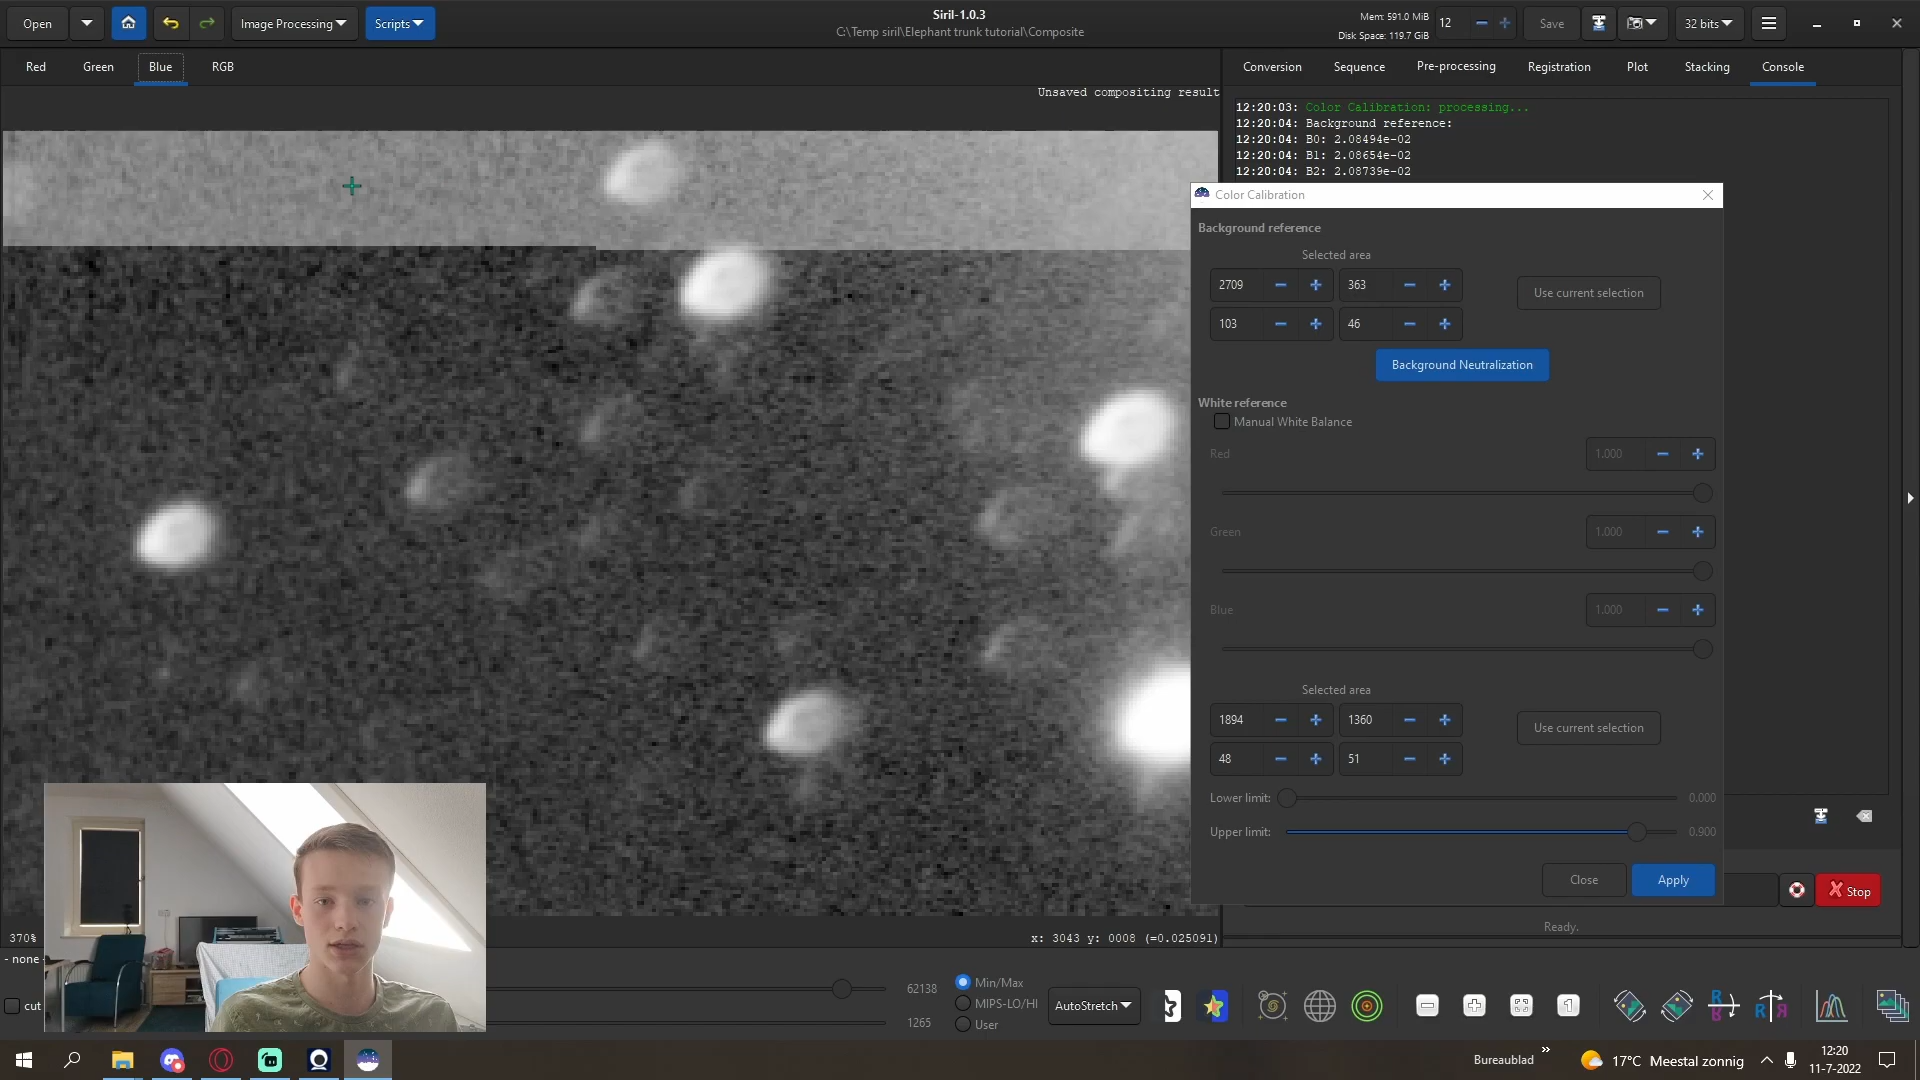 Open
Image Processing
Scripts
Siril-1.0.3
C:\Temp siril\Elephant trunk tutorial\Composite
Mem: 591.0 MiB
Disk Space: 119.7 GiB
12
Save
32 bits
Red
Green
Blue
RGB
Conversion
Sequence
Pre-processing
Registration
Plot
Stacking
Console
Unsaved compositing result
12:20:03: Color Calibration: processing...
12:20:04: Background reference:
12:20:04: B0: 2.08494e-02
12:20:04: B1: 2.08654e-02
12:20:04: B2: 2.08739e-02
Color Calibration
Background reference
Selected area
2709
363
Use current selection
103
46
Background Neutralization
White reference
Manual White Balance
Red
1.000
Green
1.000
Blue
1.000
Selected area
1894
1360
Use current selection
48
51
Lower limit:
0.000
Upper limit:
0.900
Close
Apply
Stop
Ready.
370%
x: 3043 y: 0008 (=0.025091)
- none
cut
62138
1265
Min/Max
MIPS-LO/HI
User
AutoStretch
1
R
R
R
R
Bureaublad
17°C Meestal zonnig
12:20
11-7-2022